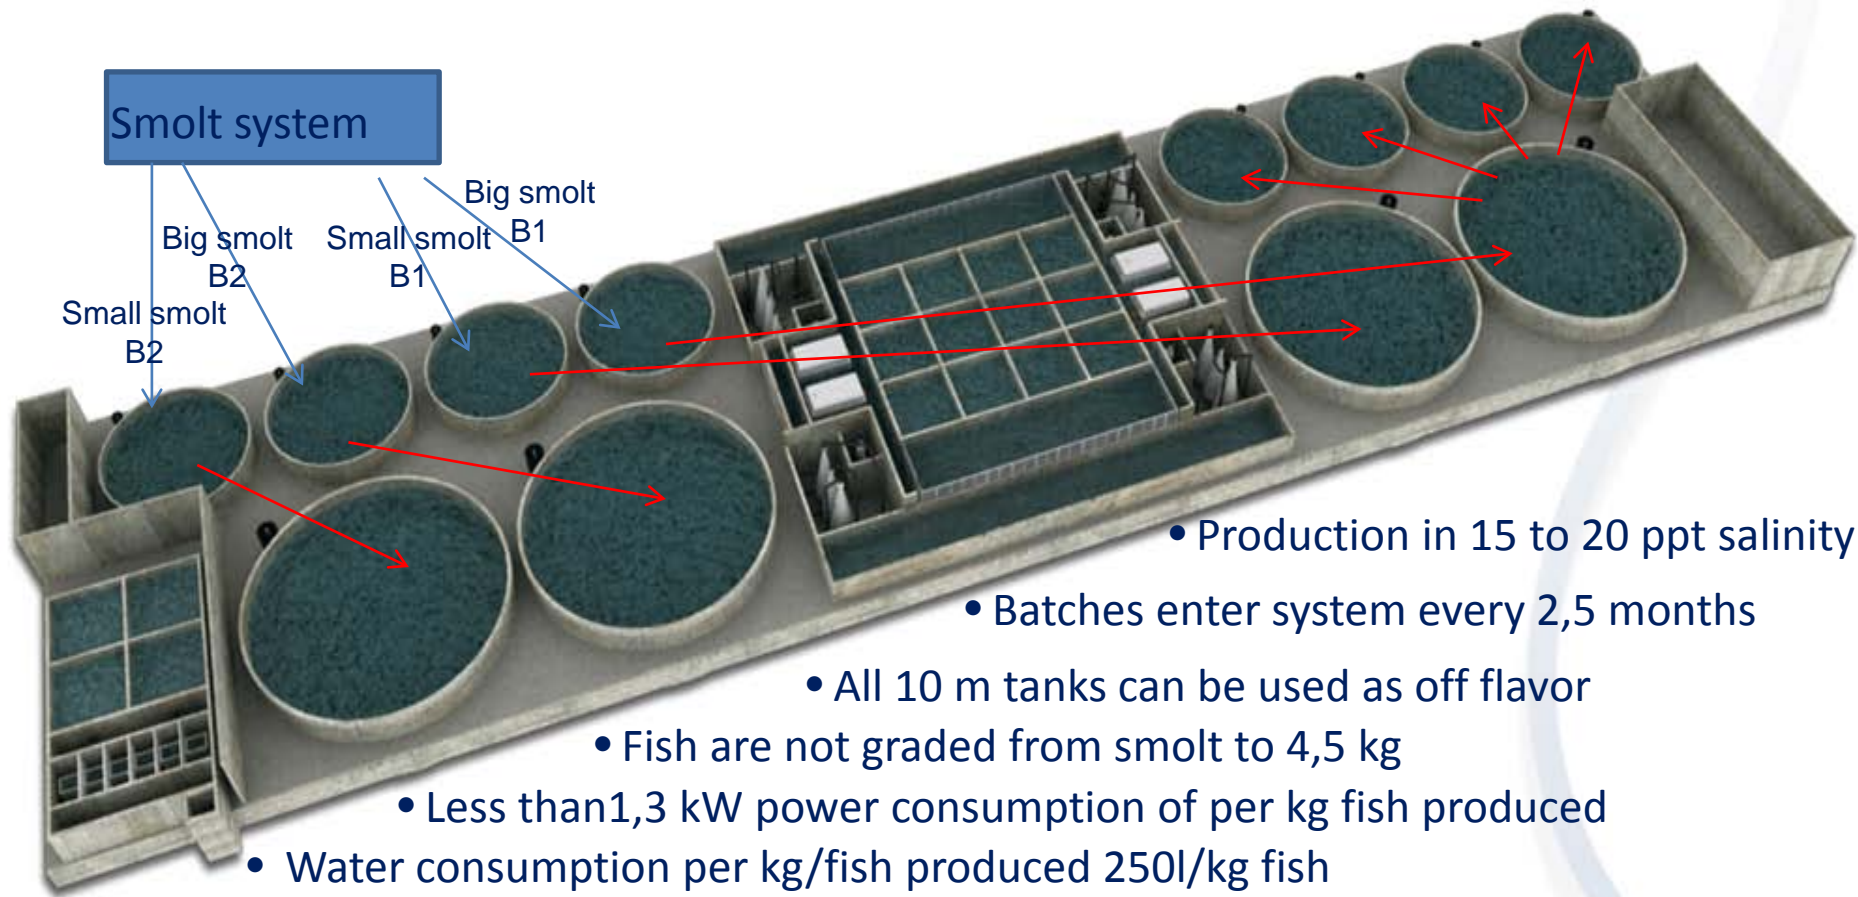 Smolt system
Big smolt
B1
Big smolt
B2
Small smolt
B1
Small smolt
B2
• Production in 15 to 20 ppt salinity
• Batches enter system every 2,5 months
• All 10 m tanks can be used as off flavor
• Fish are not graded from smolt to 4,5 kg
• Less than1,3 kW power consumption of per kg fish produced
• Water consumption per kg/fish produced 250l/kg fish